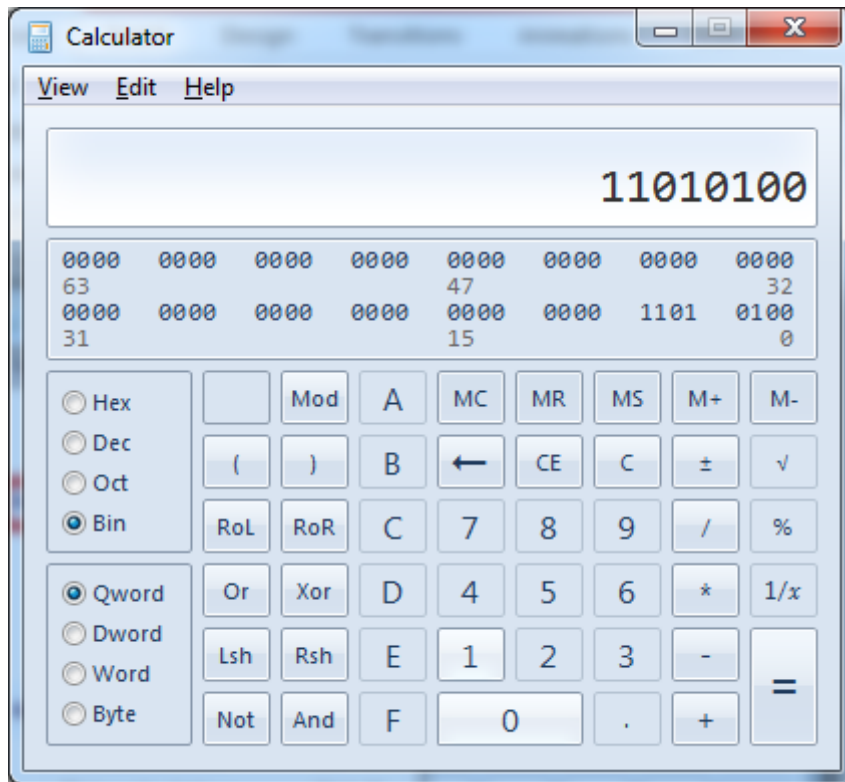 Calculator
View Edit Help
11010100
0000 0000 0000 0000 0000 0000 0000 0000
63 47 32
0000 0000 0000 0000 0000 0000 1101 0100
31 15 0
Hex Mod A MC MR MS M+ M-
Dec
( ) B ← CE C ± √
Oct
Bin RoL RoR C 7 8 9 / %
Qword Or Xor D 4 5 6 * 1/x
Dword
Lsh Rsh E 1 2 3 - =
Word
Byte Not And F 0 . +